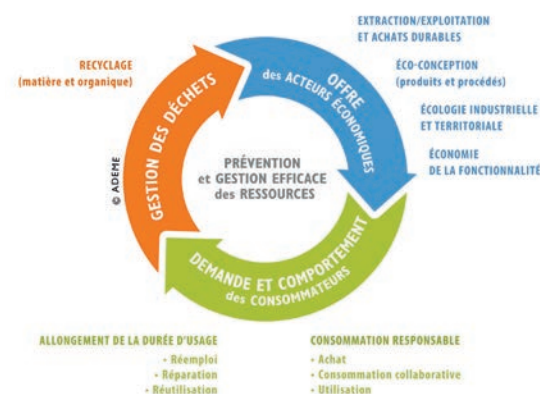 EXTRACTION/EXPLOITATION
ET ACHATS DURABLES
RECYCLAGE
(matière et organique)
ÉCO-CONCEPTION
(produits et procédés)
ÉCOLOGIE INDUSTRIELLE
ET TERRITORIALE
ÉCONOMIE
DE LA FONCTIONNALITÉ
OFFRE
des ACTEURS ÉCONOMIQUES
GESTION DES DÉCHETS
© ADEME
PRÉVENTION
et GESTION EFFICACE
des RESSOURCES
DEMANDE ET COMPORTEMENT
des CONSOMMATEURS
ALLONGEMENT DE LA DURÉE D'USAGE
• Réemploi
• Réparation
• Réutilisation
CONSOMMATION RESPONSABLE
• Achat
• Consommation collaborative
• Utilisation